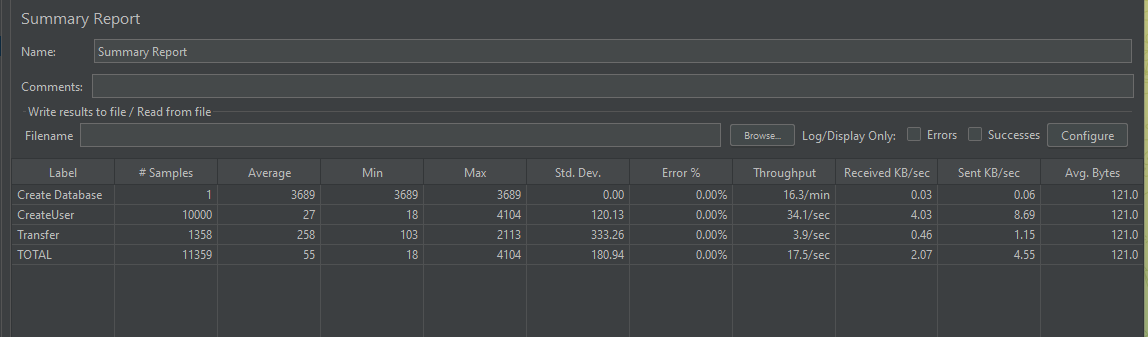 Summary Report
Name: Summary Report
Comments:
Write results to file / Read from file
Filename Browse... Log/Display Only: Errors Successes Configure
Label # Samples Average Min Max Std. Dev. Error % Throughput Received KB/sec Sent KB/sec Avg. Bytes
Create Database 1 3689 3689 3689 0.00 0.00% 16.3/min 0.03 0.06 121.0
CreateUser 10000 27 18 4104 120.13 0.00% 34.1/sec 4.03 8.69 121.0
Transfer 1358 258 103 2113 333.26 0.00% 3.9/sec 0.46 1.15 121.0
TOTAL 11359 55 18 4104 180.94 0.00% 17.5/sec 2.07 4.55 121.0